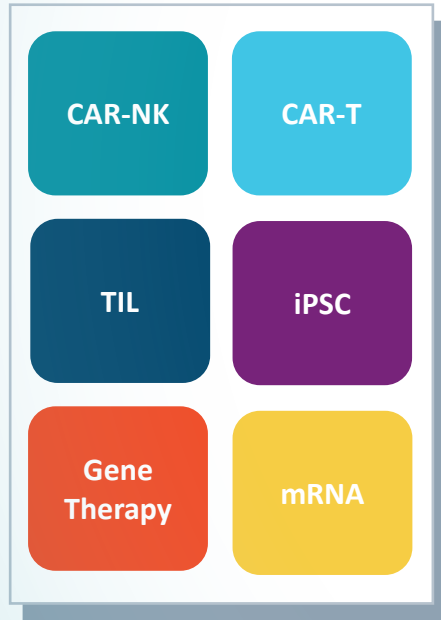 CAR-NK
CAR-T
TIL
iPSC
Gene
Therapy
mRNA